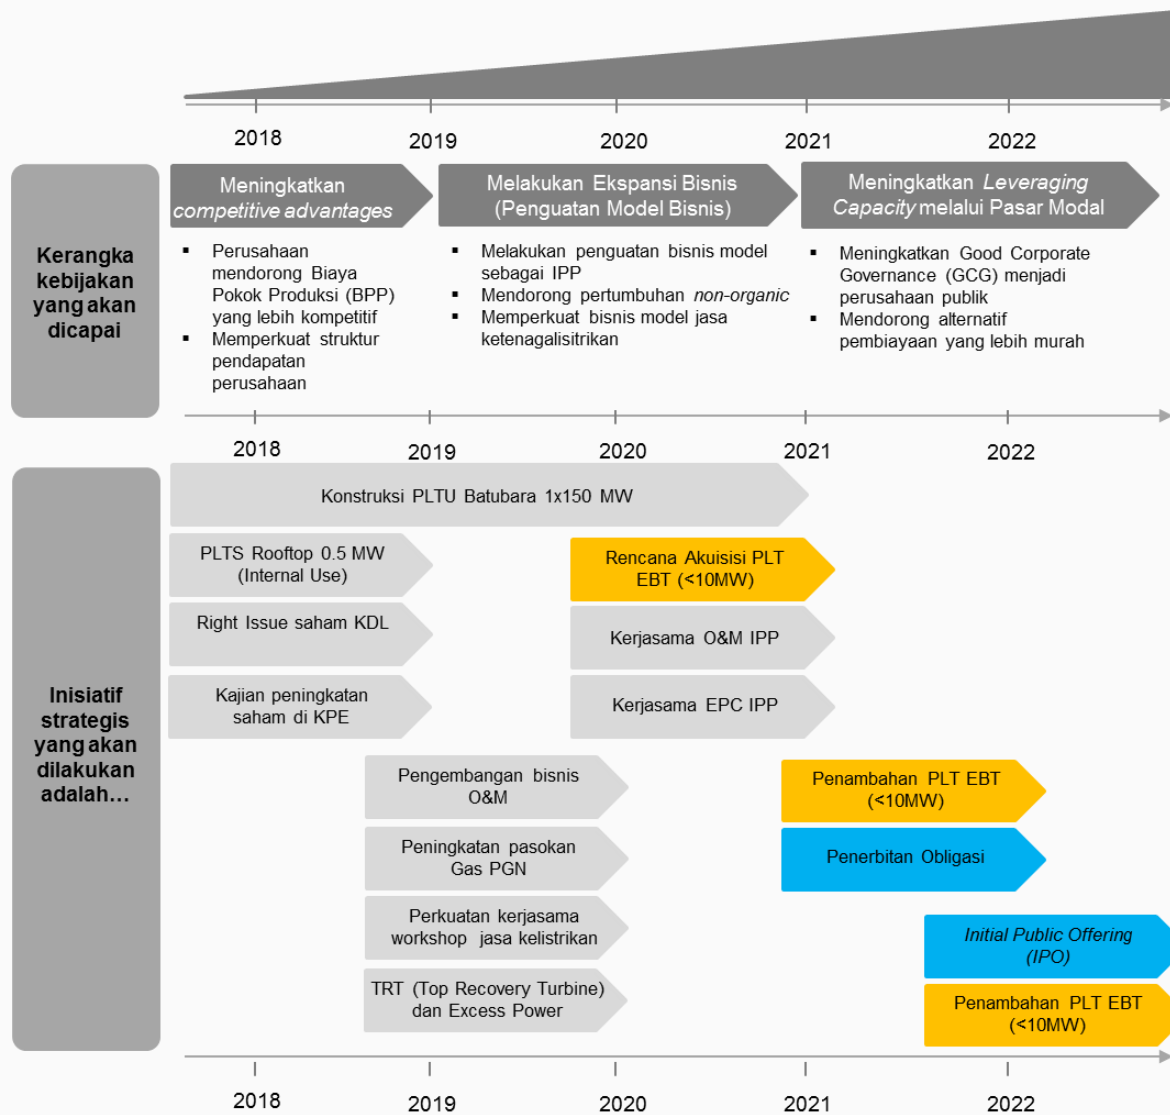 2018
2019
2020
2021
2022
Kerangka
kebijakan
yang akan
dicapai
Meningkatkan
competitive advantages
▪ Perusahaan
mendorong Biaya
Pokok Produksi (BPP)
yang lebih kompetitif
▪ Memperkuat struktur
pendapatan
perusahaan
Melakukan Ekspansi Bisnis
(Penguatan Model Bisnis)
▪ Melakukan penguatan bisnis model
sebagai IPP
▪ Mendorong pertumbuhan non-organic
▪ Memperkuat bisnis model jasa
ketenagalisitrikan
Meningkatkan Leveraging
Capacity melalui Pasar Modal
▪ Meningkatkan Good Corporate
Governance (GCG) menjadi
perusahaan publik
▪ Mendorong alternatif
pembiayaan yang lebih murah
2018
2019
2020
2021
2022
Inisiatif
strategis
yang akan
dilakukan
adalah...
Konstruksi PLTU Batubara 1x150 MW
PLTS Rooftop 0.5 MW
(Internal Use)
Rencana Akuisisi PLT
EBT (<10MW)
Right Issue saham KDL
Kerjasama O&M IPP
Kajian peningkatan
saham di KPE
Kerjasama EPC IPP
Pengembangan bisnis
O&M
Penambahan PLT EBT
(<10MW)
Peningkatan pasokan
Gas PGN
Penerbitan Obligasi
Perkuatan kerjasama
workshop jasa kelistrikan
Initial Public Offering
(IPO)
TRT (Top Recovery Turbine)
dan Excess Power
Penambahan PLT EBT
(<10MW)
2018
2019
2020
2021
2022